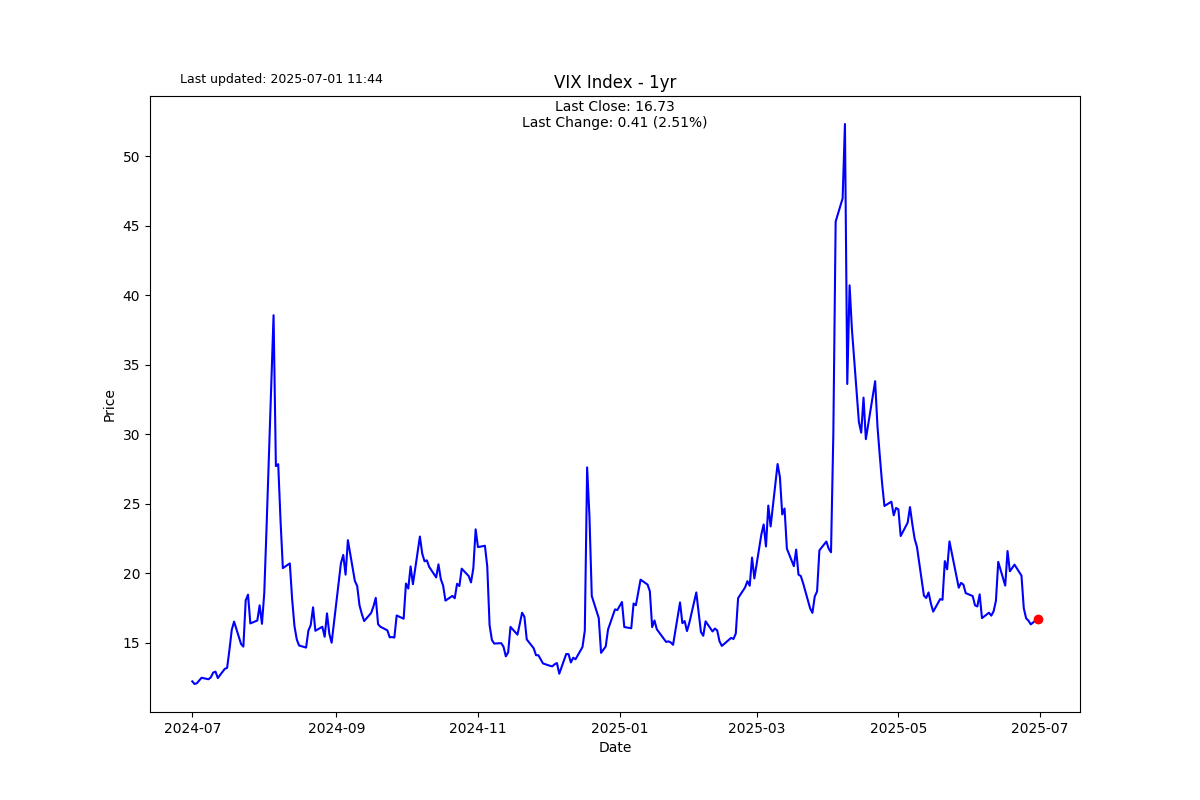 Last updated: 2025-07-01 11:44
VIX Index - 1yr
Last Close: 16.73
Last Change: 0.41 (2.51%)
50
45
40
35
30
25
20
15
Price
2024-07
2024-09
2024-11
2025-01
2025-03
2025-05
2025-07
Date